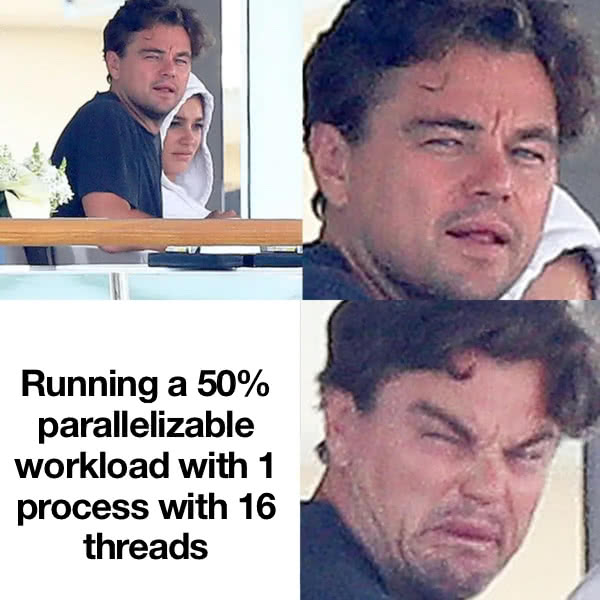 Running a 50%
parallelizable
workload with 1
process with 16
threads